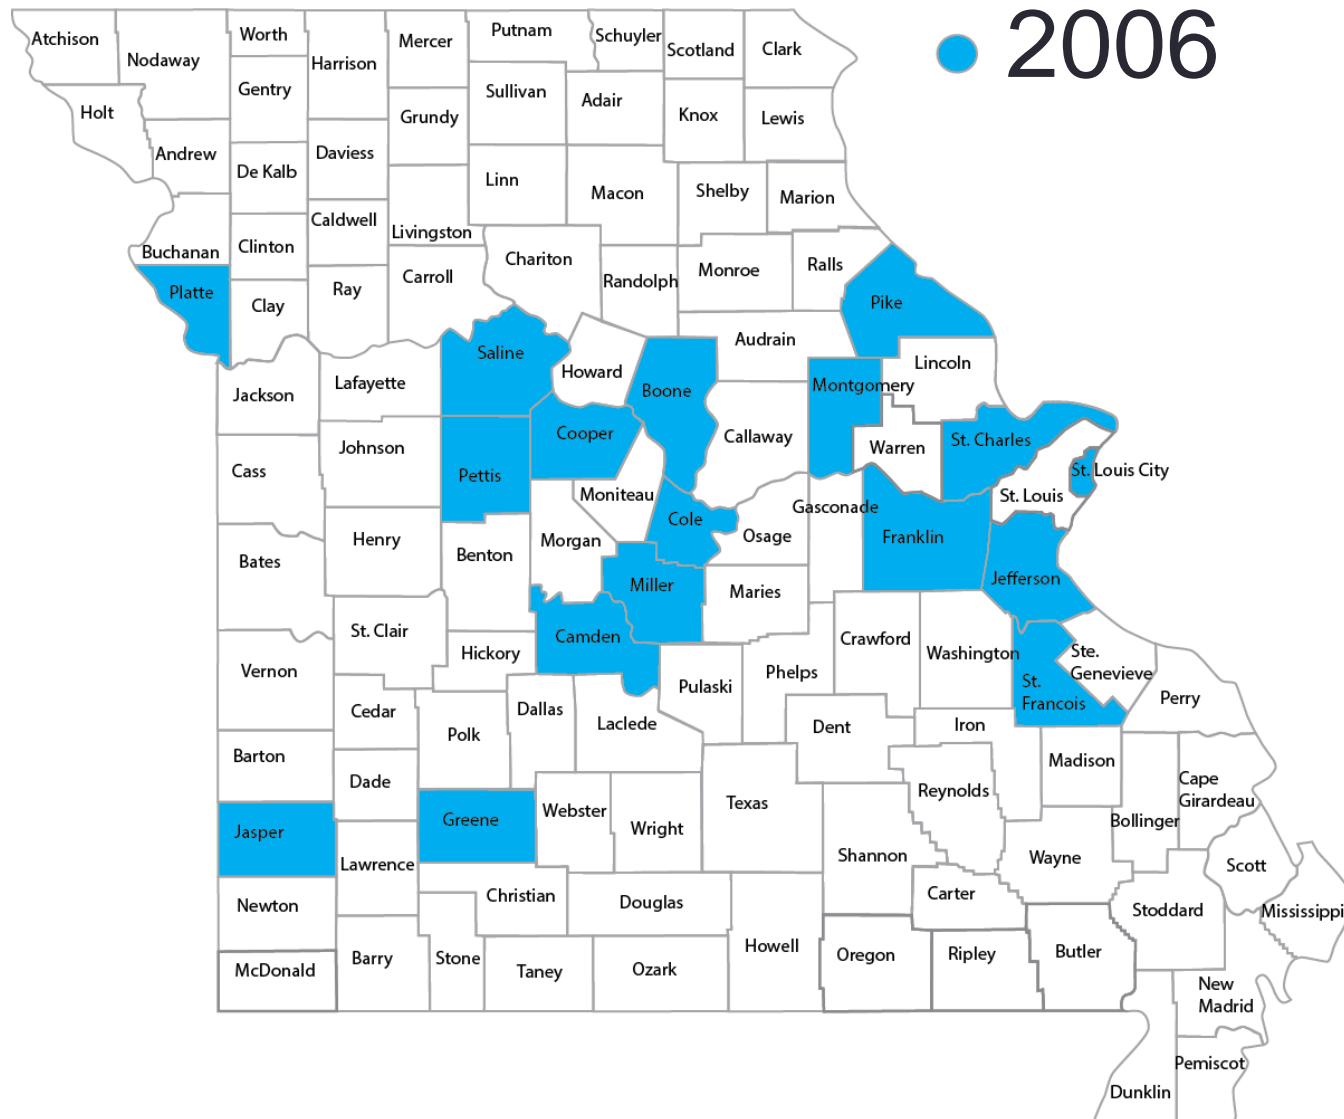 2006
Atchison
Nodaway
Worth
Harrison
Mercer
Putnam
Schuyler
Scotland
Clark
Holt
Gentry
Grundy
Sullivan
Adair
Knox
Lewis
Andrew
De Kalb
Daviess
Linn
Macon
Shelby
Marion
Buchanan
Clinton
Caldwell
Livingston
Chariton
Randolph
Monroe
Ralls
Platte
Clay
Ray
Carroll
Pike
Saline
Howard
Boone
Audrain
Lincoln
Jackson
Lafayette
Montgomery
Cooper
Callaway
Warren
St. Charles
Cass
Johnson
Pettis
Moniteau
St. Louis
St. Louis City
Bates
Henry
Benton
Morgan
Cole
Osage
Gasconade
Franklin
Jefferson
Miller
Maries
St. Clair
Camden
Vernon
Hickory
Pulaski
Phelps
Crawford
Washington
Ste.
Genevieve
St.
Francois
Perry
Cedar
Polk
Dallas
Laclede
Dent
Iron
Madison
Barton
Dade
Cape
Girardeau
Bollinger
Jasper
Greene
Webster
Wright
Texas
Reynolds
Lawrence
Shannon
Wayne
Scott
Newton
Christian
Douglas
Carter
Stoddard
Mississippi
McDonald
Barry
Stone
Taney
Ozark
Howell
Oregon
Ripley
Butler
New
Madrid
Pemiscot
Dunklin